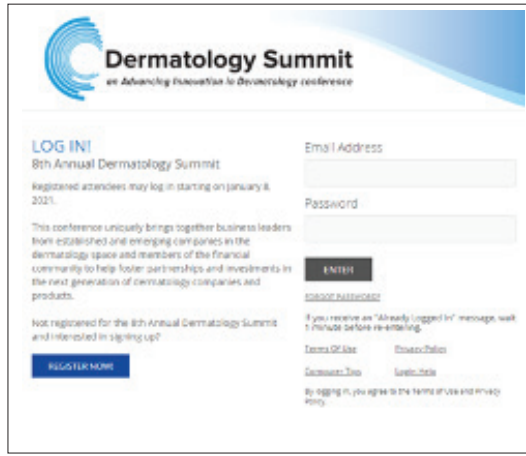 Dermatology Summit
an Advancing Innovation in Dermatology conference
LOG IN!
8th Annual Dermatology Summit
Registered attendees may log in starting on January 8,
2021.
This conference uniquely brings together business leaders
from established and emerging companies in the
dermatology space and members of the financial
community to help foster partnerships and investments in
the next generation of dermatology companies and
products.
Not registered for the 8th Annual Dermatology Summit
and interested in signing up?
REGISTER NOW!
Email Address
Password
ENTER
FORGOT PASSWORD?
If you receive an "Already Logged In" message, wait
1 minute before re-entering.
Terms Of Use Privacy Policy
Computer Tips Login Help
By logging in, you agree to the Terms of Use and Privacy
Policy.